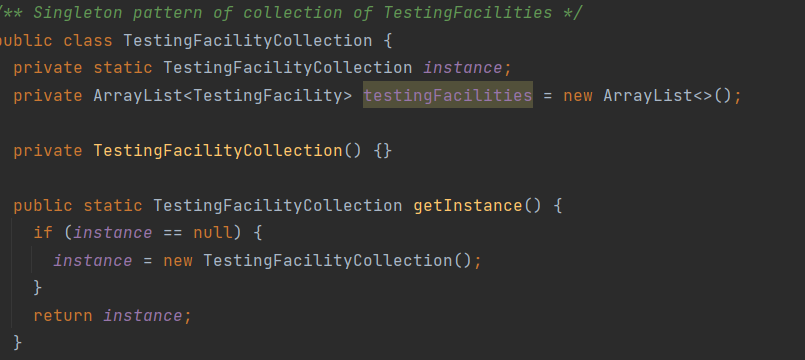 /** Singleton pattern of collection of TestingFacilities */
public class TestingFacilityCollection {
private static TestingFacilityCollection instance;
private ArrayList<TestingFacility> testingFacilities = new ArrayList<>();
private TestingFacilityCollection() {}
public static TestingFacilityCollection getInstance() {
if (instance == null) {
instance = new TestingFacilityCollection();
}
return instance;
}